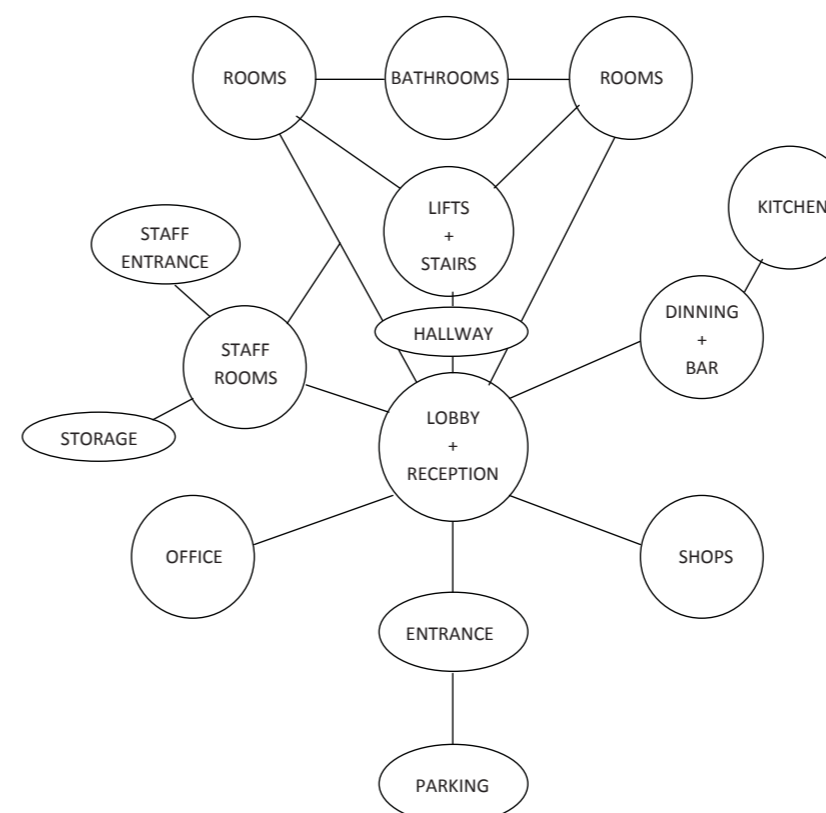 ROOMS
BATHROOMS
ROOMS
KITCHEN
LIFTS
+
STAIRS
STAFF
ENTRANCE
HALLWAY
DINNING
+
BAR
STAFF
ROOMS
STORAGE
LOBBY
+
RECEPTION
OFFICE
SHOPS
ENTRANCE
PARKING